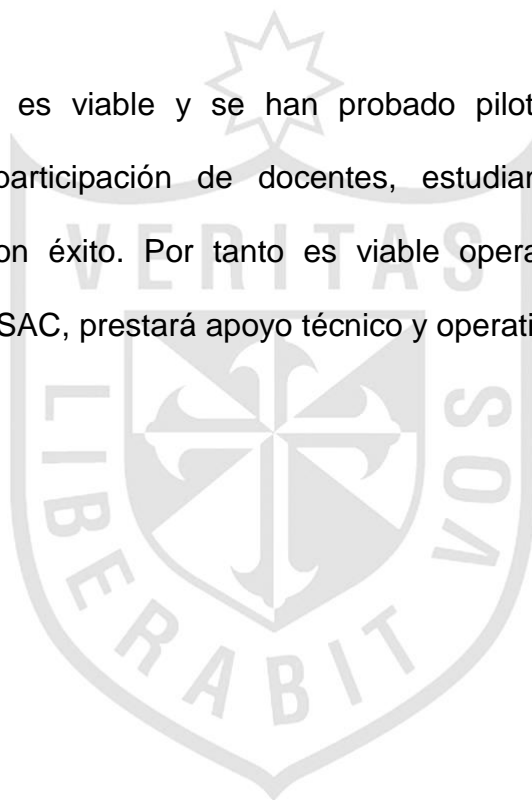 VERITAS
LIBERABIT VOS
es viable y se han probado pilot
participación de docentes, estudian
on éxito. Por tanto es viable opera
SAC, prestará apoyo técnico y operati